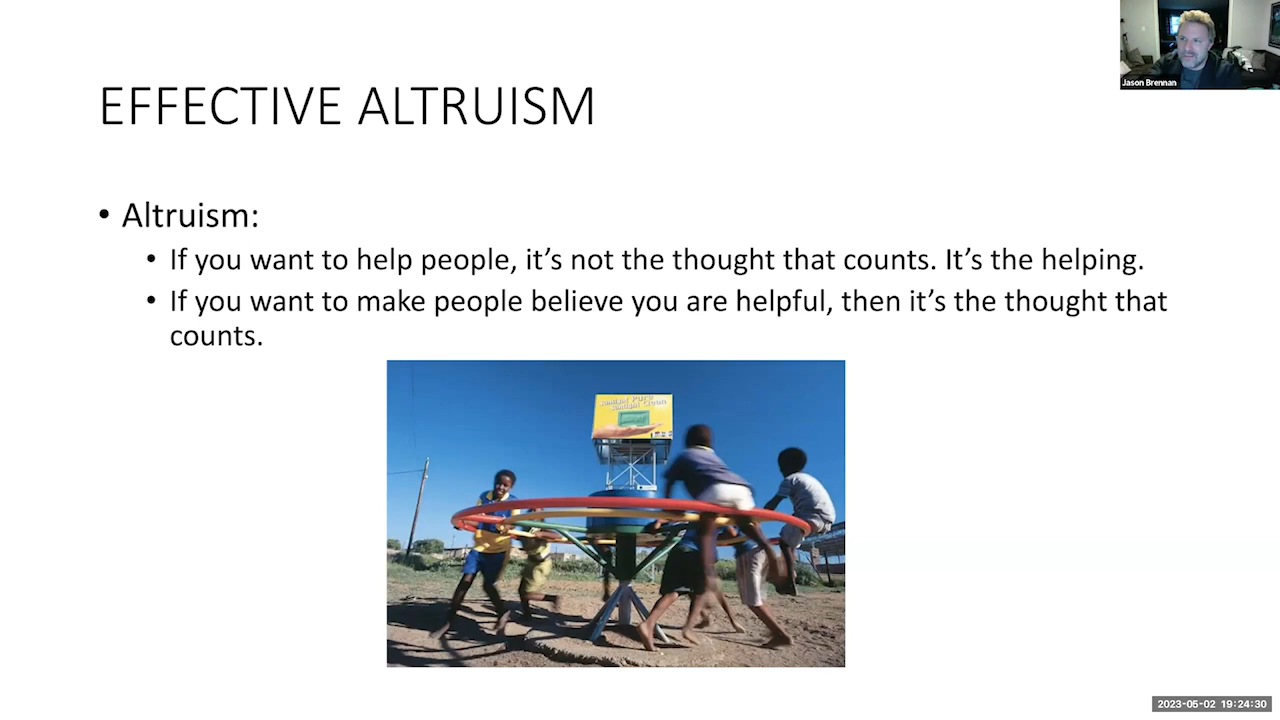 Jason Brennan
EFFECTIVE ALTRUISM
• Altruism:
• If you want to help people, it’s not the thought that counts. It’s the helping.
• If you want to make people believe you are helpful, then it’s the thought that
counts.
2023-05-02 19:24:30